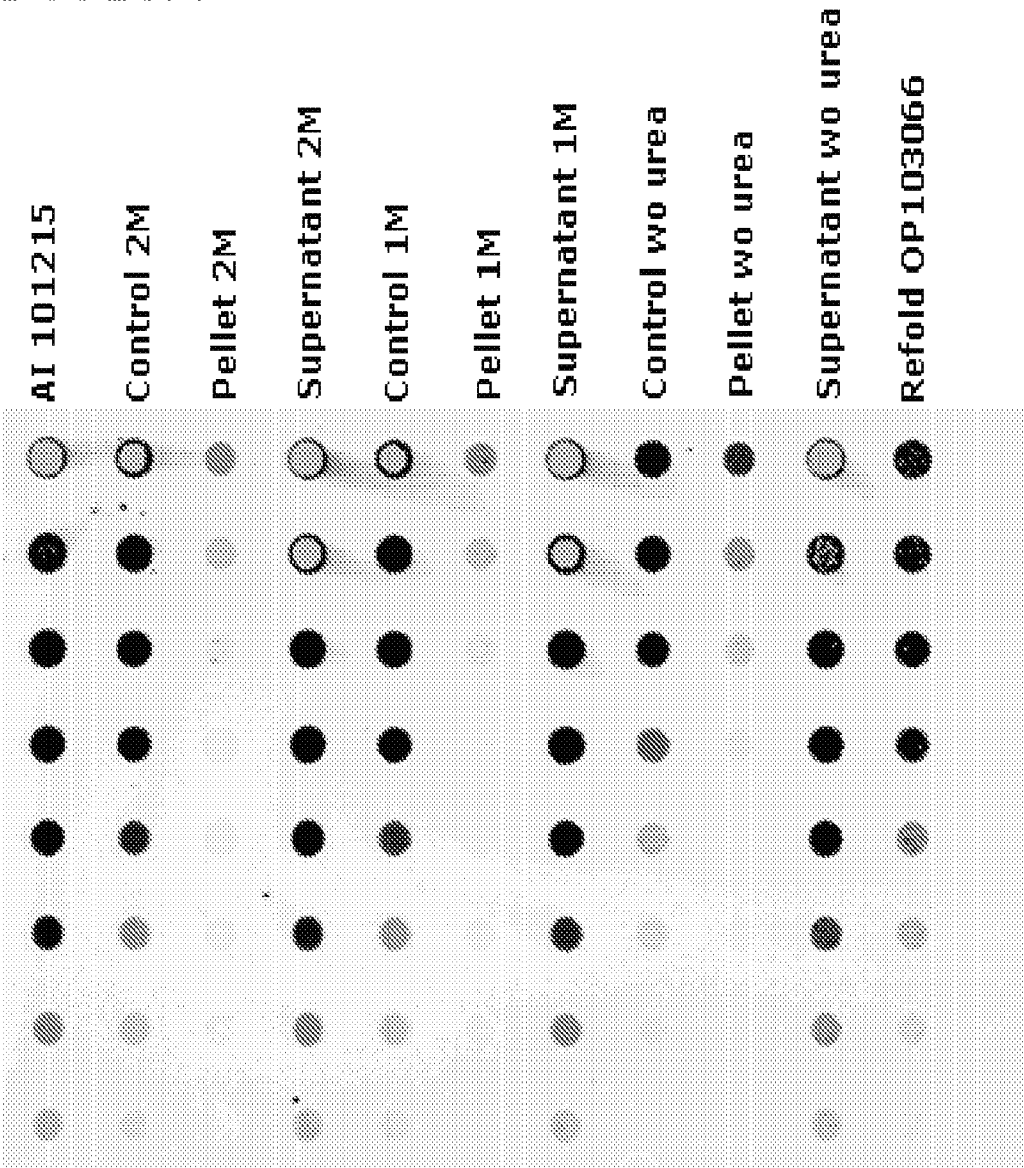 AI 101215
Control 2M
Pellet 2M
Supernatant 2M
Control 1M
Pellet 1M
Supernatant 1M
Control wo urea
Pellet wo urea
Supernatant wo urea
Refold OP103066